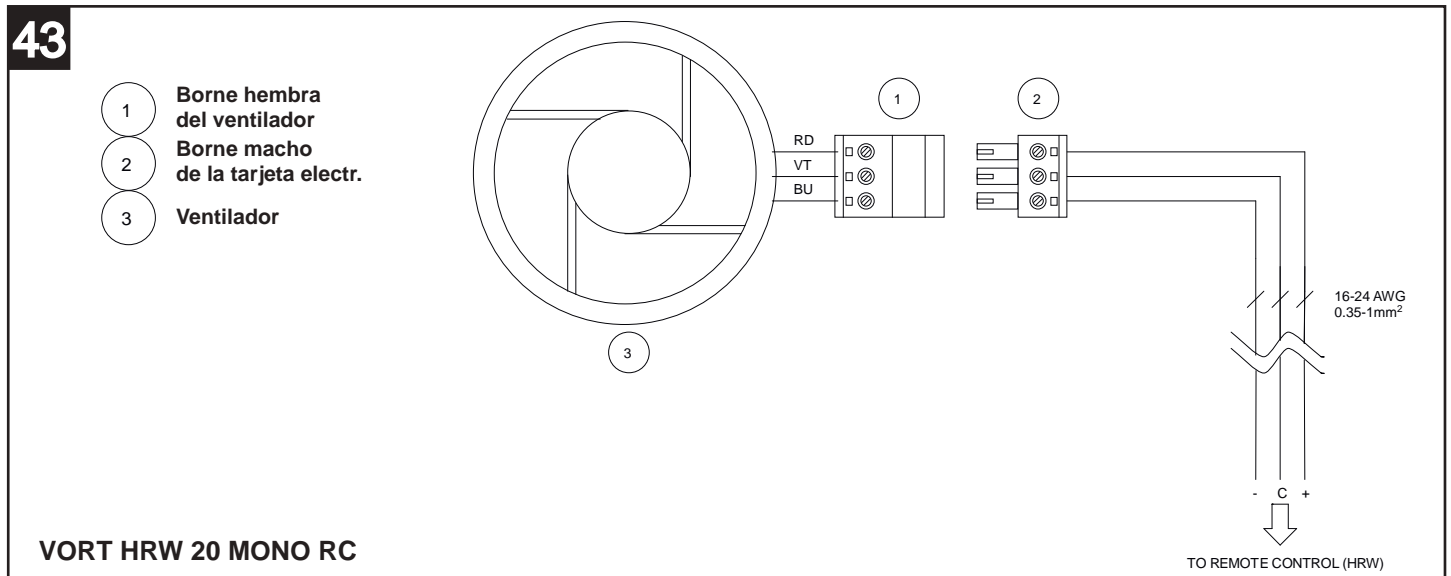 43
1
Borne hembra
del ventilador
2
Borne macho
de la tarjeta electr.
3
Ventilador
1
2
RD
VT
BU
3
16-24 AWG
0.35-1mm²
- C +
TO REMOTE CONTROL (HRW)
VORT HRW 20 MONO RC